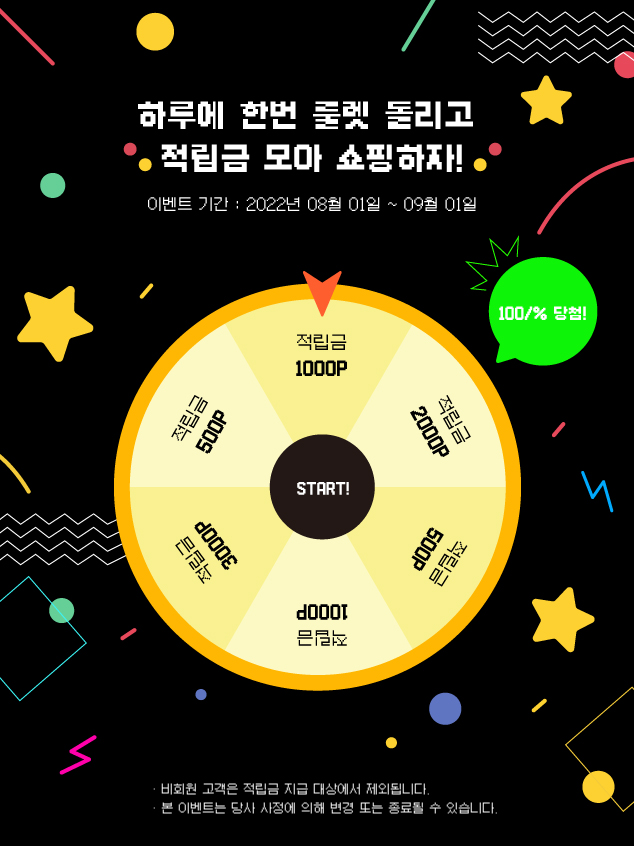 하루에 한번 룰렛 돌리고
적립금 모아 쇼핑하자!
이벤트 기간 : 2022년 08월 01일 ~ 09월 01일
100/% 당첨!
적립금
1000P
적립금
2000P
적립금
500P
적립금
1000P
적립금
3000P
적립금
500P
START!
· 비회원 고객은 적립금 지급 대상에서 제외됩니다.
· 본 이벤트는 당사 사정에 의해 변경 또는 종료될 수 있습니다.